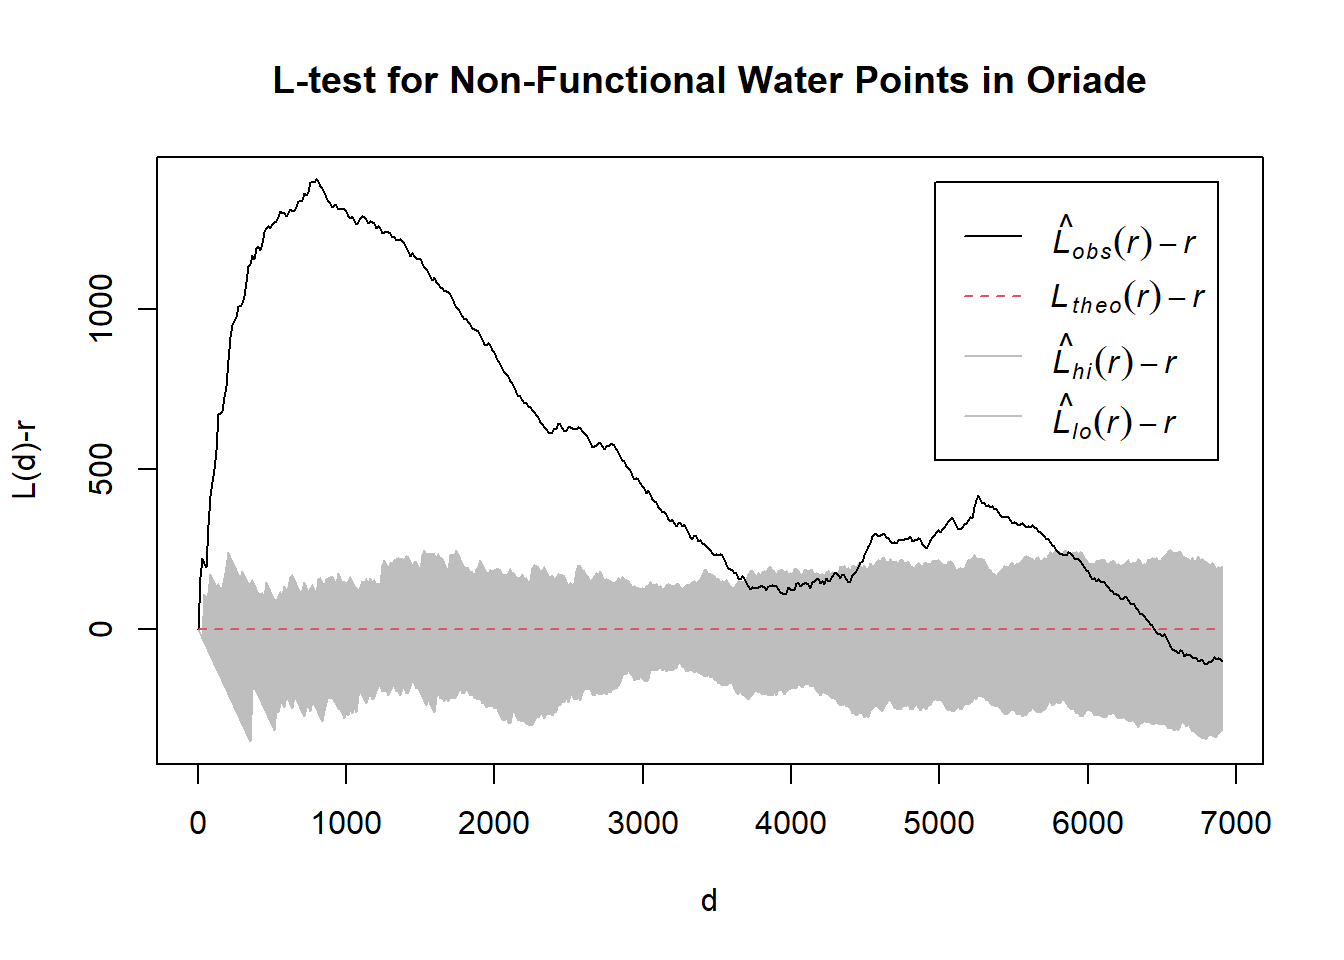 L-test for Non-Functional Water Points in Oriade
L̂obs(r) − r
Ltheo(r) − r
L̂hi(r) − r
L̂lo(r) − r
L(d)-r
0 500 1000
0 1000 2000 3000 4000 5000 6000 7000
d